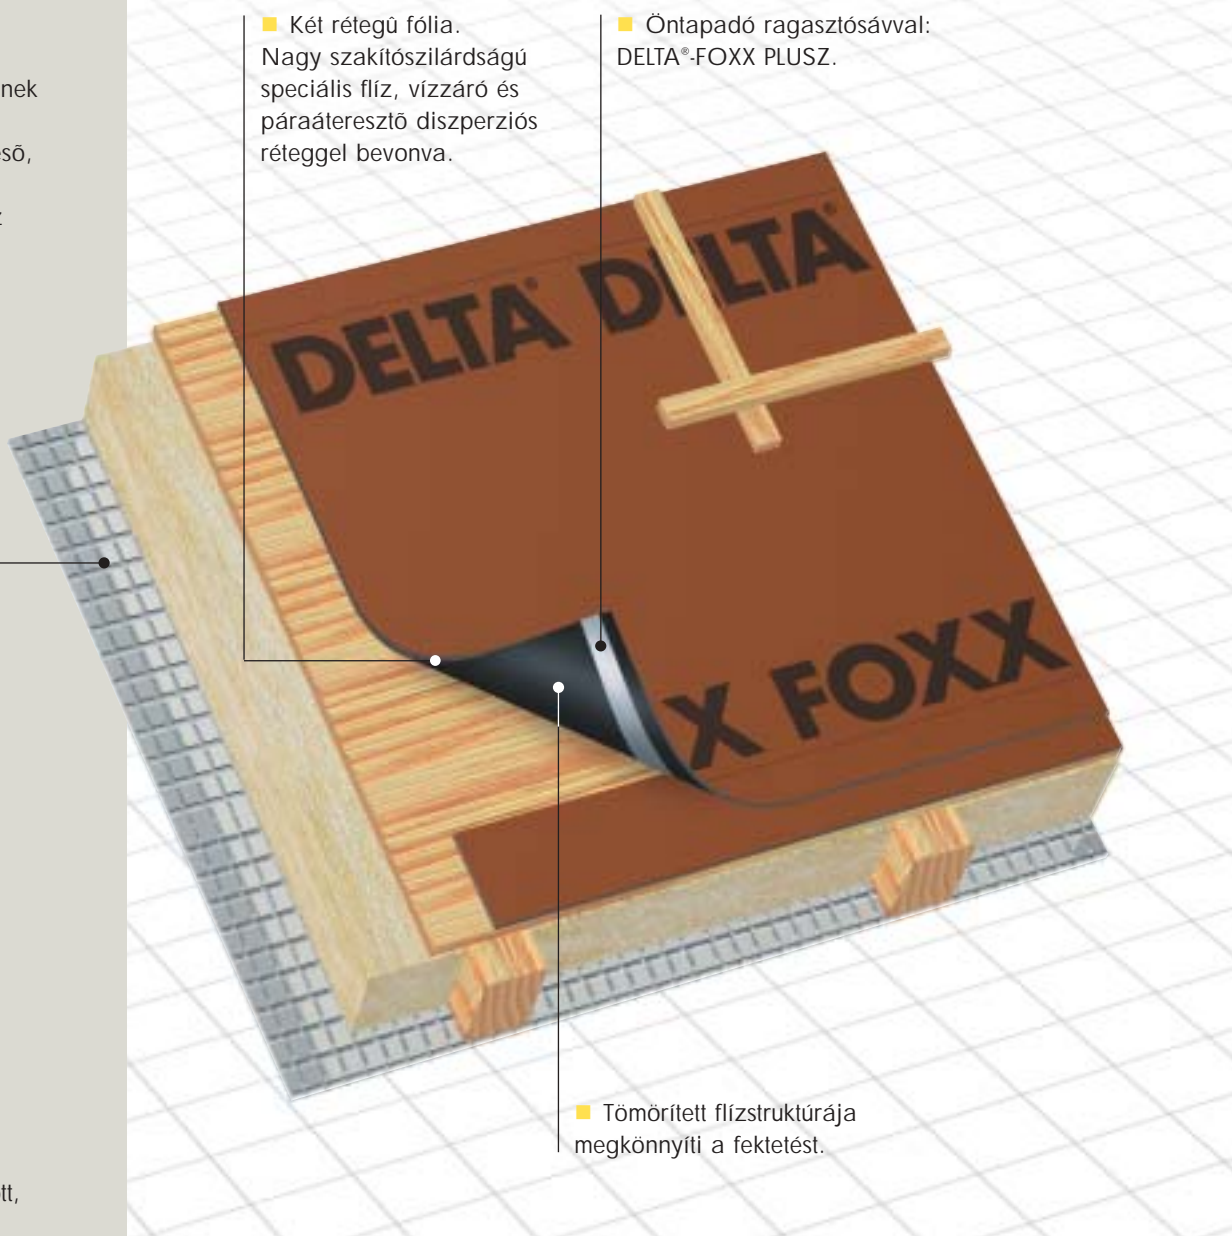 nek
sõ,
■ Két rétegû fólia.
Nagy szakítószilárdságú
speciális flíz, vízzáró és
páraáteresztõ diszperziós
réteggel bevonva.
■ Öntapadó ragasztósávval:
DELTA®-FOXX PLUSZ.
DELTA® DELTA®
X FOXX
■ Tömörített flízstruktúrája
megkönnyíti a fektetést.
tt,